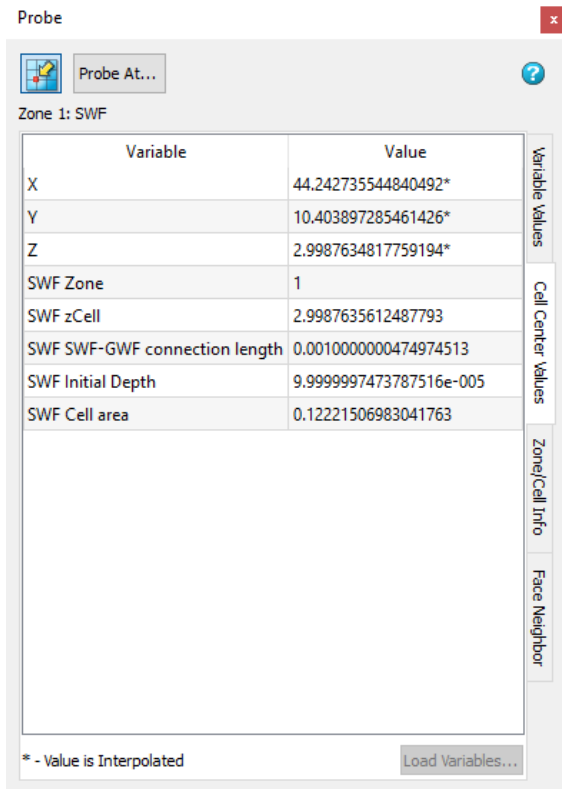 Probe
x
Probe At...
?
Zone 1: SWF
Variable Value
X 44.242735544840492*
Y 10.403897285461426*
Z 2.9987634817759194*
SWF Zone 1
SWF zCell 2.9987635612487793
SWF SWF-GWF connection length 0.0010000000474974513
SWF Initial Depth 9.9999997473787516e-005
SWF Cell area 0.12221506983041763
Variable Values
Cell Center Values
Zone/Cell Info
Face Neighbor
* - Value is Interpolated
Load Variables...